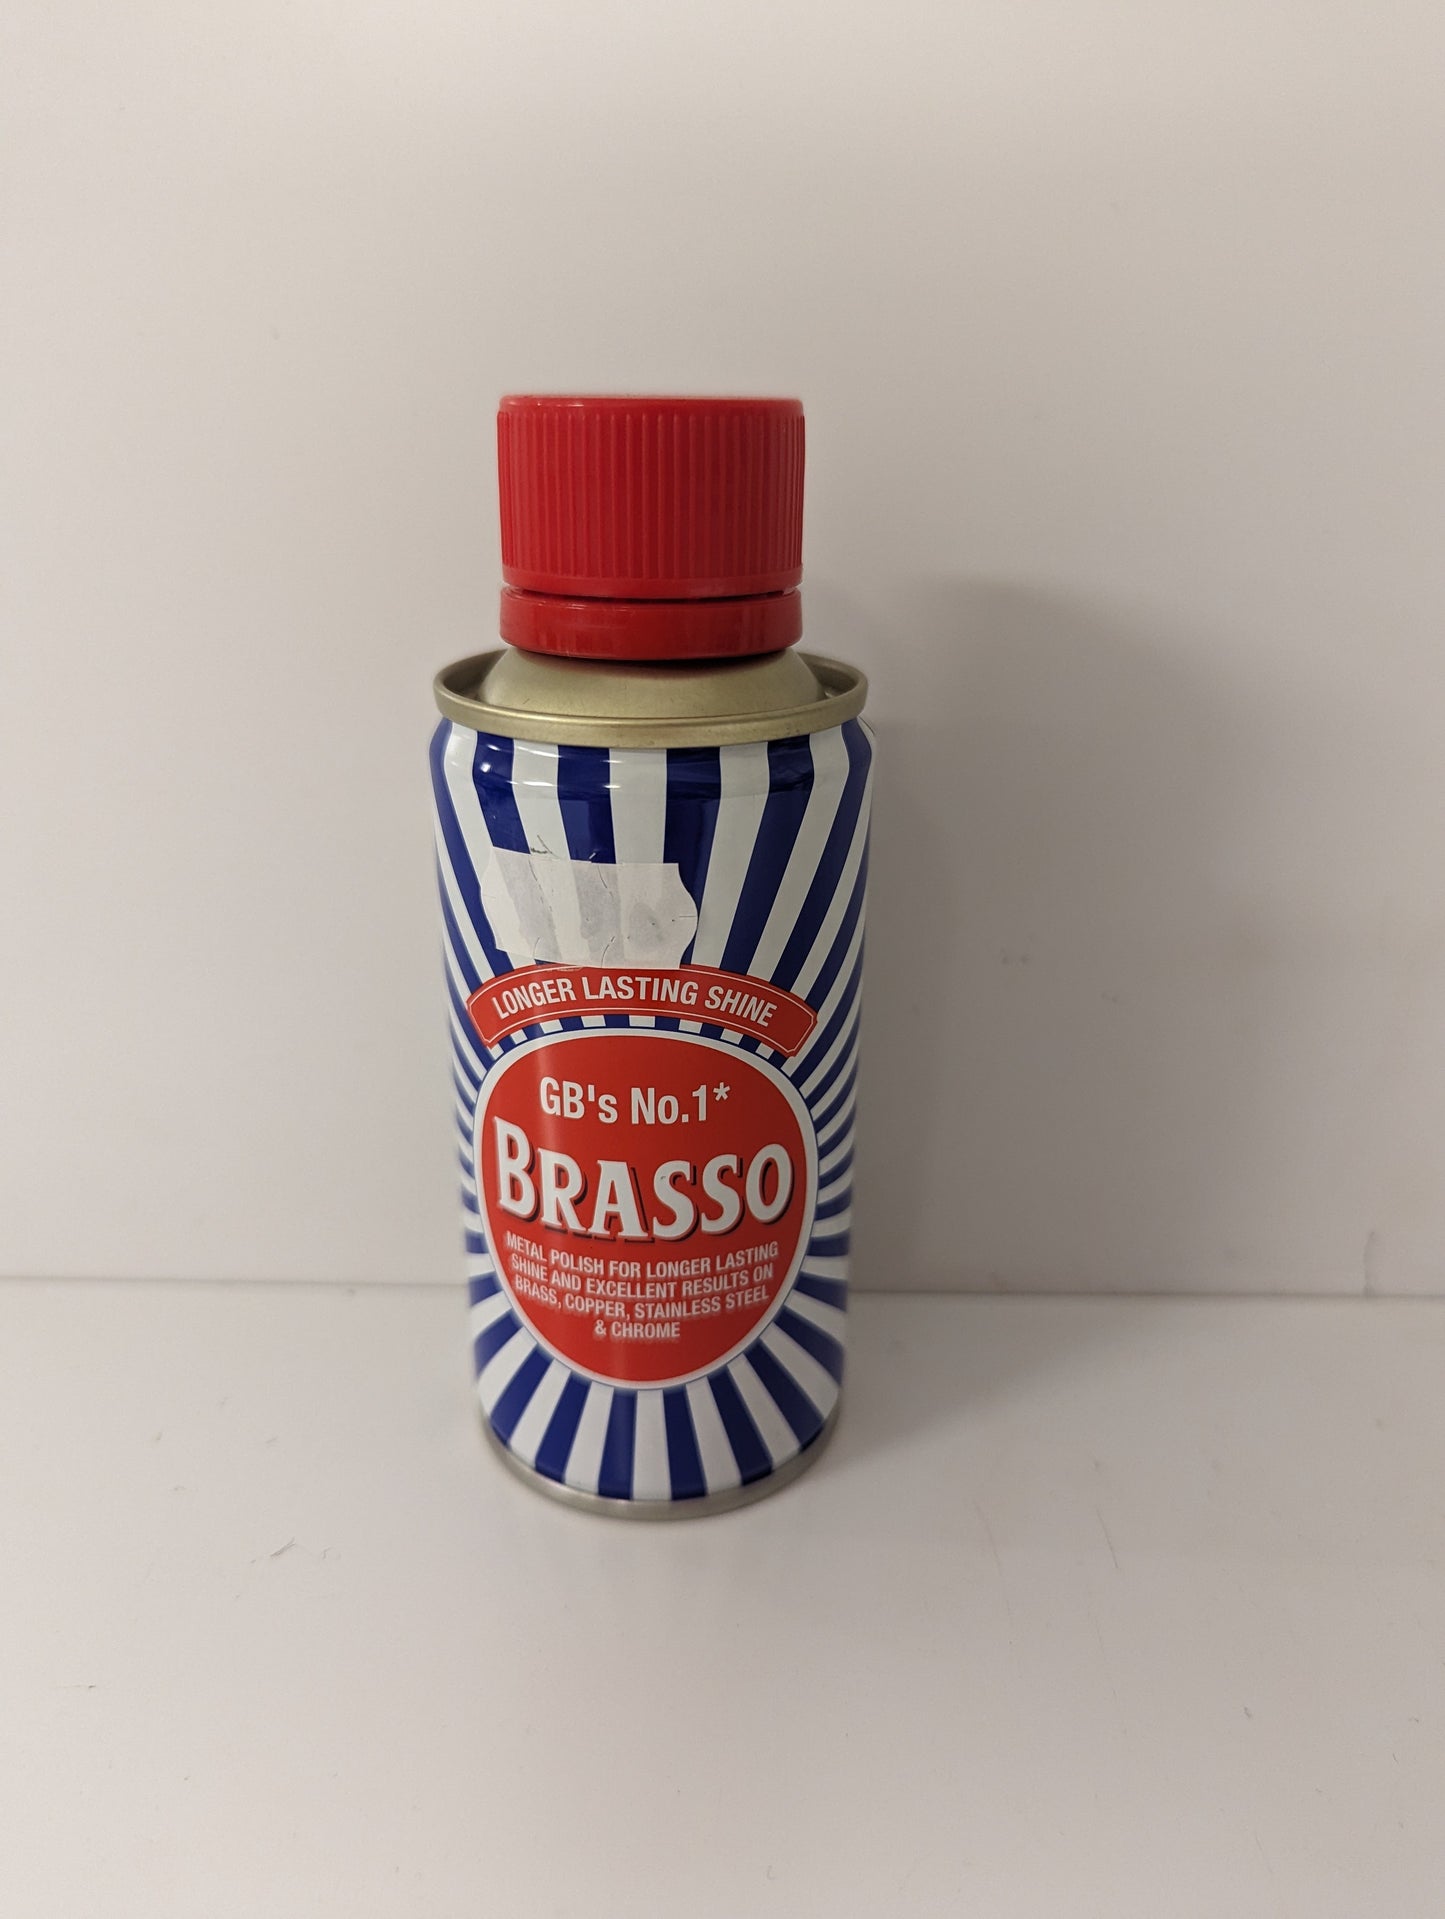 LONGER LASTING SHINE
GB's No.1*
BRASSO
METAL POLISH FOR LONGER LASTING
SHINE AND EXCELLENT RESULTS ON
BRASS, COPPER, STAINLESS STEEL
& CHROME